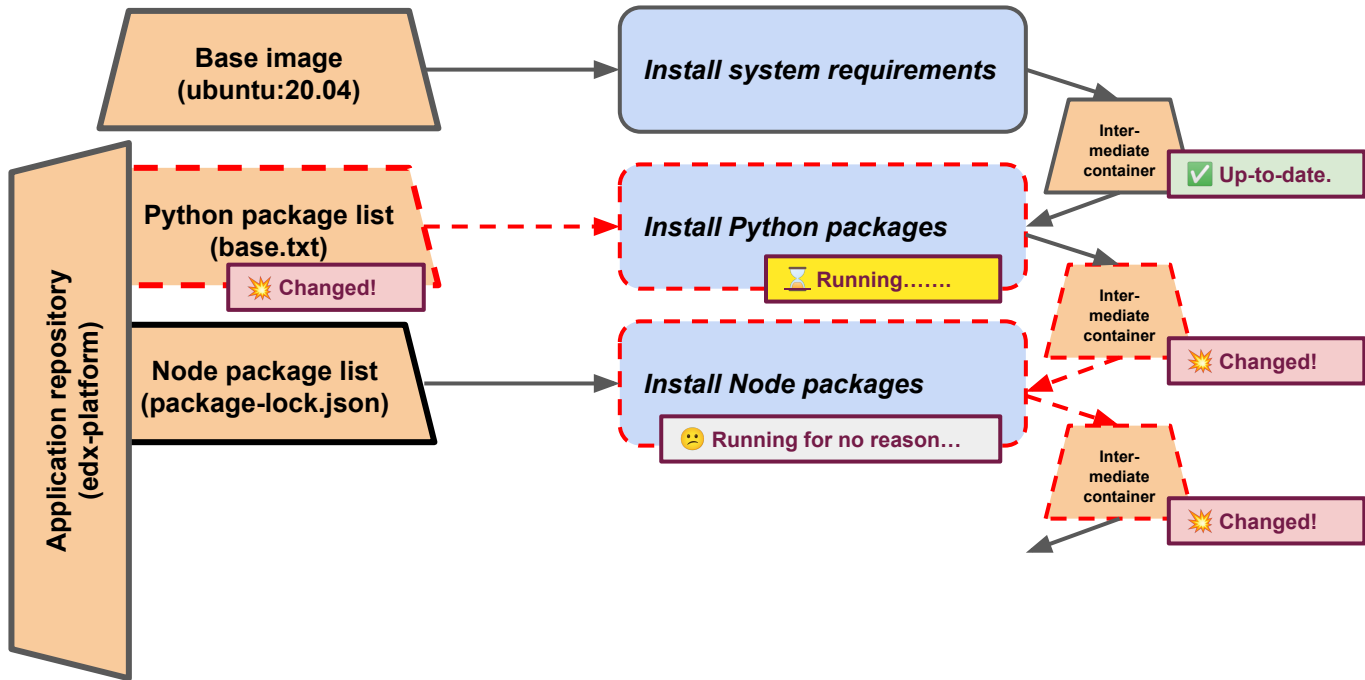 Base image
(ubuntu:20.04)
Install system requirements
Inter-
mediate
container
✅ Up-to-date.
Application repository
(edx-platform)
Python package list
(base.txt)
💥 Changed!
Install Python packages
⏳ Running…….
Inter-
mediate
container
💥 Changed!
Node package list
(package-lock.json)
Install Node packages
😕 Running for no reason…
Inter-
mediate
container
💥 Changed!